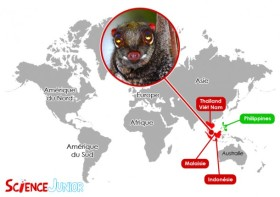 Amérique
du Nord
Europe
Asie
Thaïland
Viêt Nam
Philippines
Afrique
Amérique
du Sud
Malaisie
Australie
Indonésie
SCIENCE JUNIOR